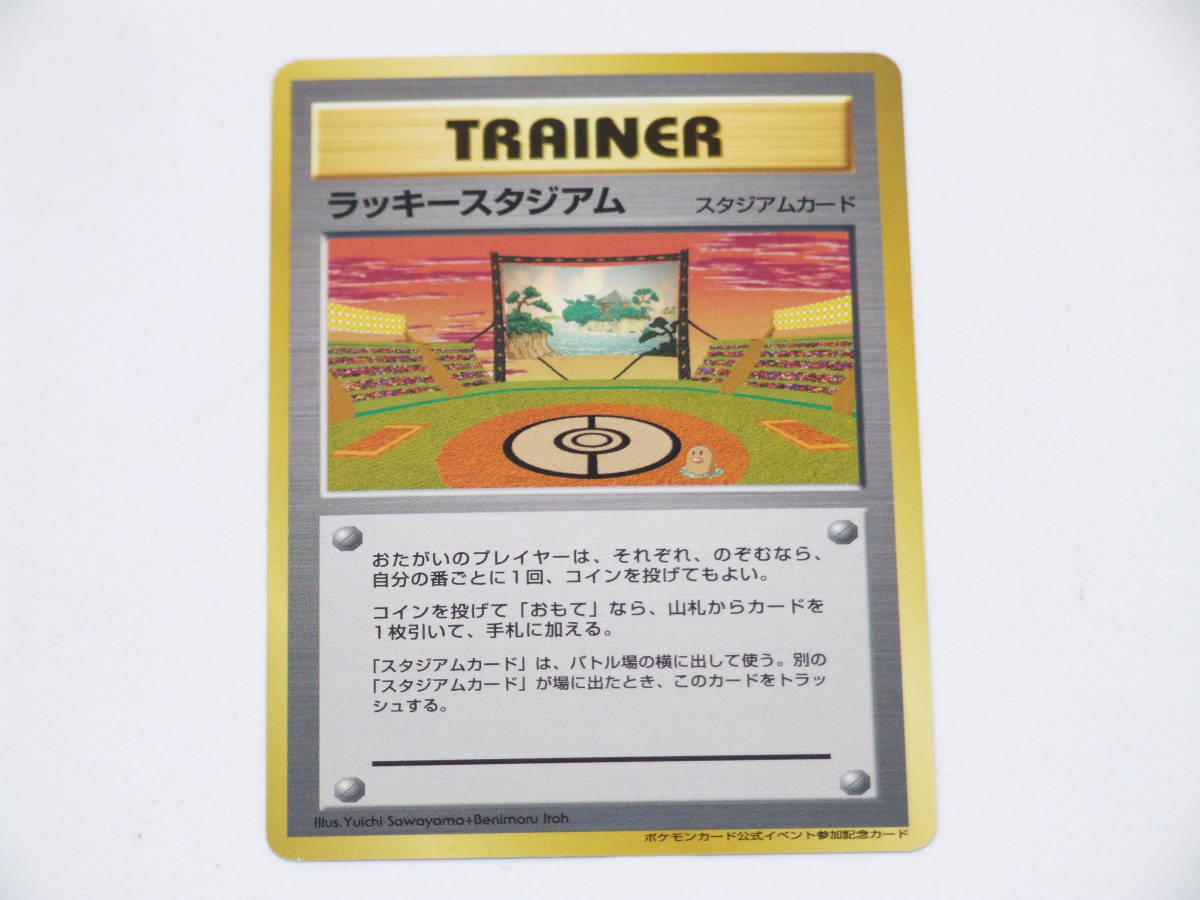 TRAINER
ラッキースタジアム スタジアムカード
おたがいのプレイヤーは、それぞれ、のぞむなら、
自分の番ごとに1回、コインを投げてもよい。
コインを投げて「おもて」なら、山札からカードを
1枚引いて、手札に加える。
「スタジアムカード」は、バトル場の横に出して使う。別の
「スタジアムカード」が場に出たとき、このカードをトラッ
シュする。
Illus.Yuichi Sawayama+Benimaru Itoh
ポケモンカード公式イベント参加記念カード